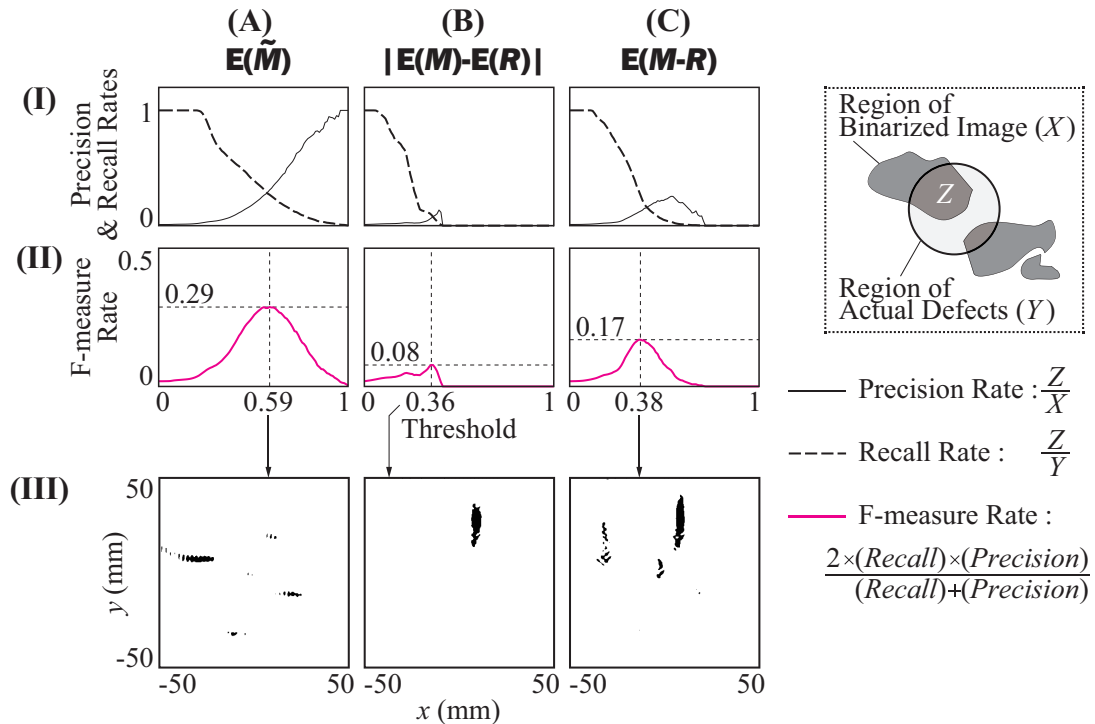 (A) (B) (C)
E(M̃) |E(M)-E(R)| E(M-R)
(I)
Precision
& Recall Rates
1
0
(II)
F-measure
Rate
0.5
0
0.29
0.08
0.17
0 0.59 1
0 0.36 1
0 0.38 1
Threshold
(III)
y (mm)
50
-50
-50 50
-50 50
-50 50
x (mm)
Region of
Binarized Image (X)
Z
Region of
Actual Defects (Y)
Precision Rate : Z
X
Recall Rate : Z
Y
F-measure Rate :
2×(Recall)×(Precision)
(Recall)+(Precision)